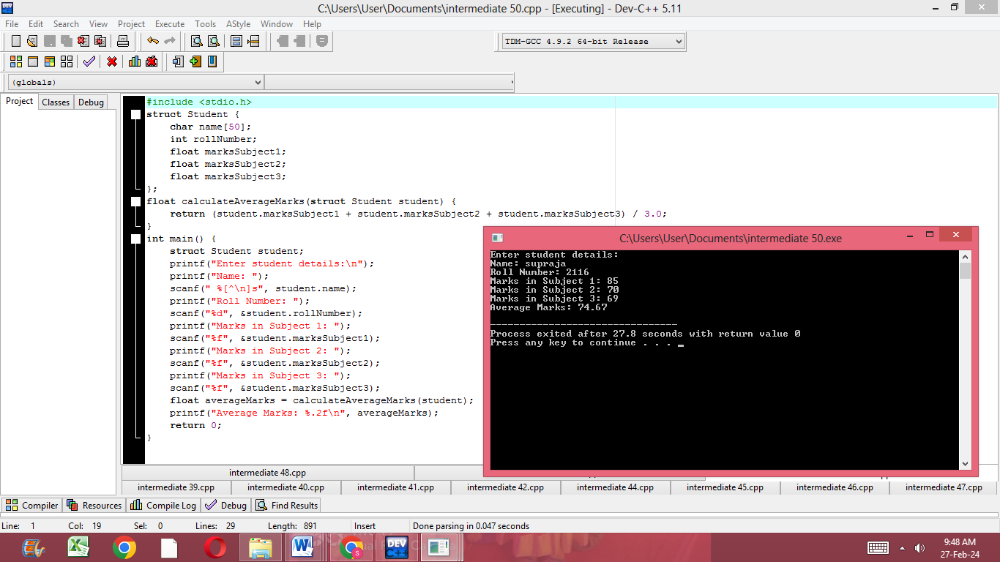 C:\Users\User\Documents\intermediate 50.cpp - [Executing] - Dev-C++ 5.11
File Edit Search View Project Execute Tools AStyle Window Help
TDM-GCC 4.9.2 64-bit Release
(globals)
Project Classes Debug
#include <stdio.h>
struct Student {
    char name[50];
    int rollNumber;
    float marksSubject1;
    float marksSubject2;
    float marksSubject3;
};
float calculateAverageMarks(struct Student student) {
    return (student.marksSubject1 + student.marksSubject2 + student.marksSubject3) / 3.0;
}
int main() {
    struct Student student;
    printf("Enter student details:\n");
    printf("Name: ");
    scanf(" %[^\n]s", student.name);
    printf("Roll Number: ");
    scanf("%d", &student.rollNumber);
    printf("Marks in Subject 1: ");
    scanf("%f", &student.marksSubject1);
    printf("Marks in Subject 2: ");
    scanf("%f", &student.marksSubject2);
    printf("Marks in Subject 3: ");
    scanf("%f", &student.marksSubject3);
    float averageMarks = calculateAverageMarks(student);
    printf("Average Marks: %.2f\n", averageMarks);
    return 0;
}
C:\Users\User\Documents\intermediate 50.exe
Enter student details:
Name: supraja
Roll Number: 2116
Marks in Subject 1: 85
Marks in Subject 2: 70
Marks in Subject 3: 69
Average Marks: 74.67
--------------------------------
Process exited after 27.8 seconds with return value 0
Press any key to continue . . . _
intermediate 48.cpp
intermediate 39.cpp intermediate 40.cpp intermediate 41.cpp intermediate 42.cpp intermediate 44.cpp intermediate 45.cpp intermediate 46.cpp intermediate 47.cpp
Compiler Resources Compile Log Debug Find Results
Line: 1 Col: 19 Sel: 0 Lines: 29 Length: 891 Insert Done parsing in 0.047 seconds
DEV C++
9:48 AM
27-Feb-24